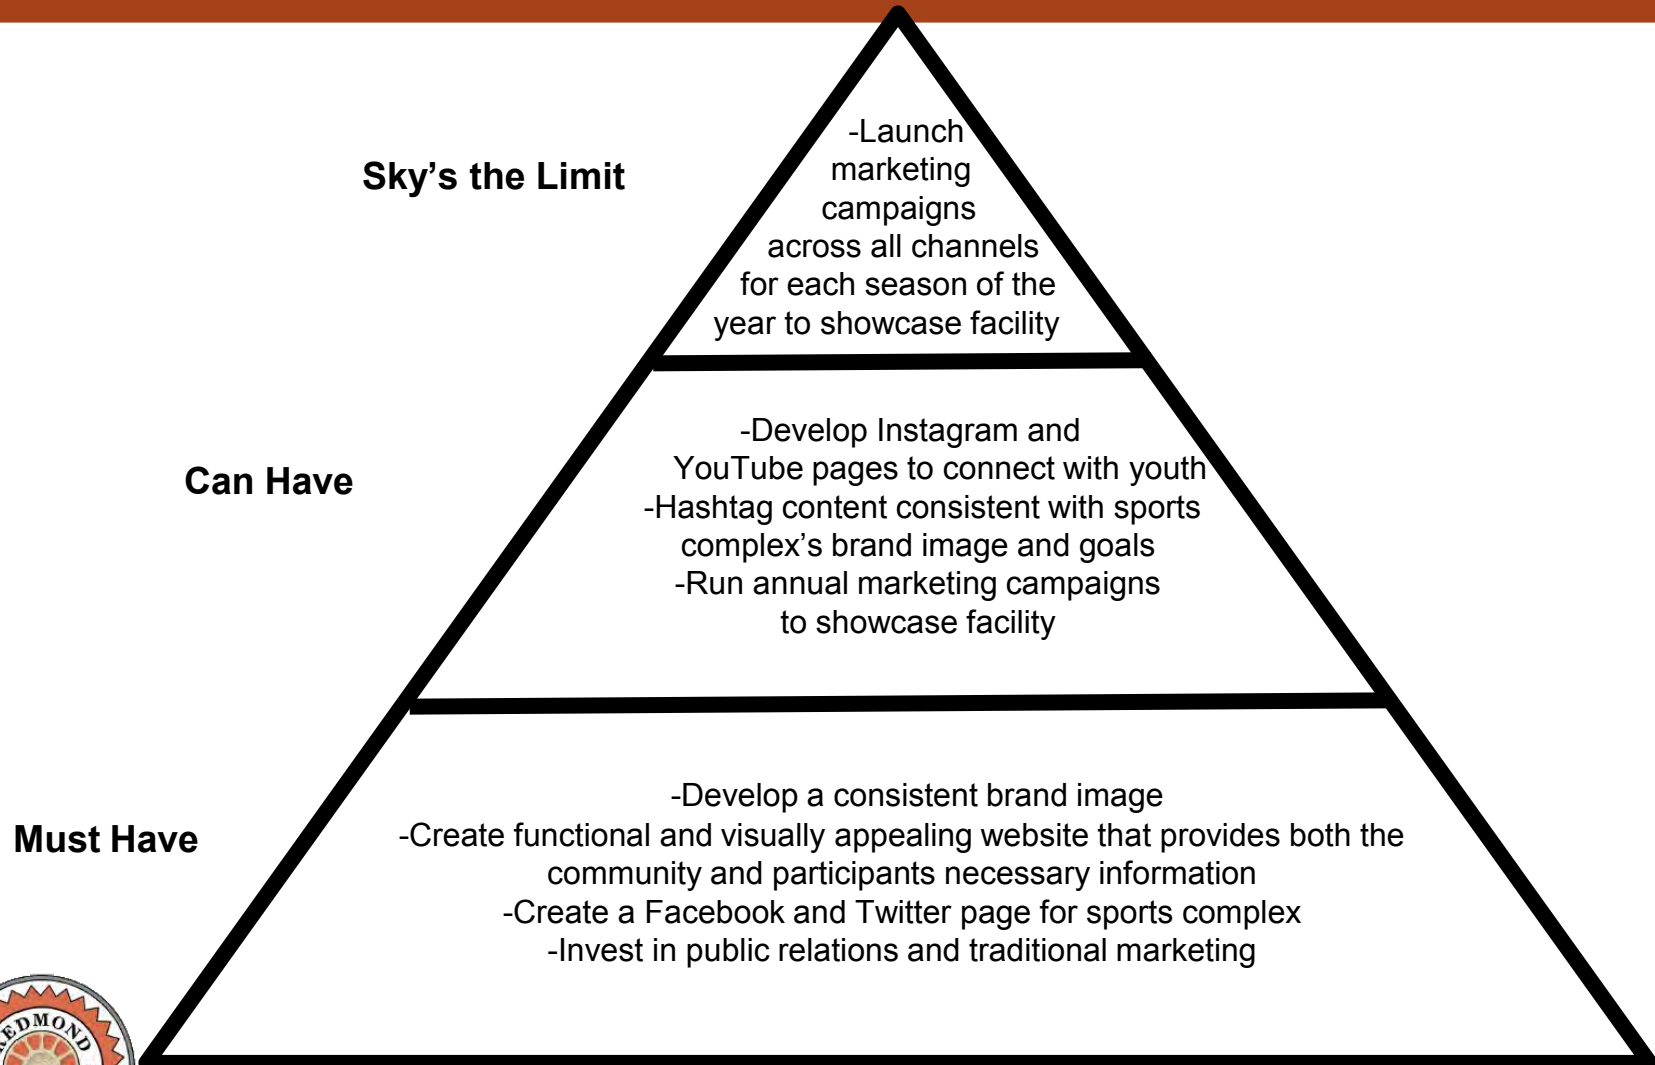 Sky's the Limit
-Launch
marketing
campaigns
across all channels
for each season of the
year to showcase facility
Can Have
-Develop Instagram and
YouTube pages to connect with youth
-Hashtag content consistent with sports
complex's brand image and goals
-Run annual marketing campaigns
to showcase facility
Must Have
-Develop a consistent brand image
-Create functional and visually appealing website that provides both the
community and participants necessary information
-Create a Facebook and Twitter page for sports complex
-Invest in public relations and traditional marketing
REDMOND